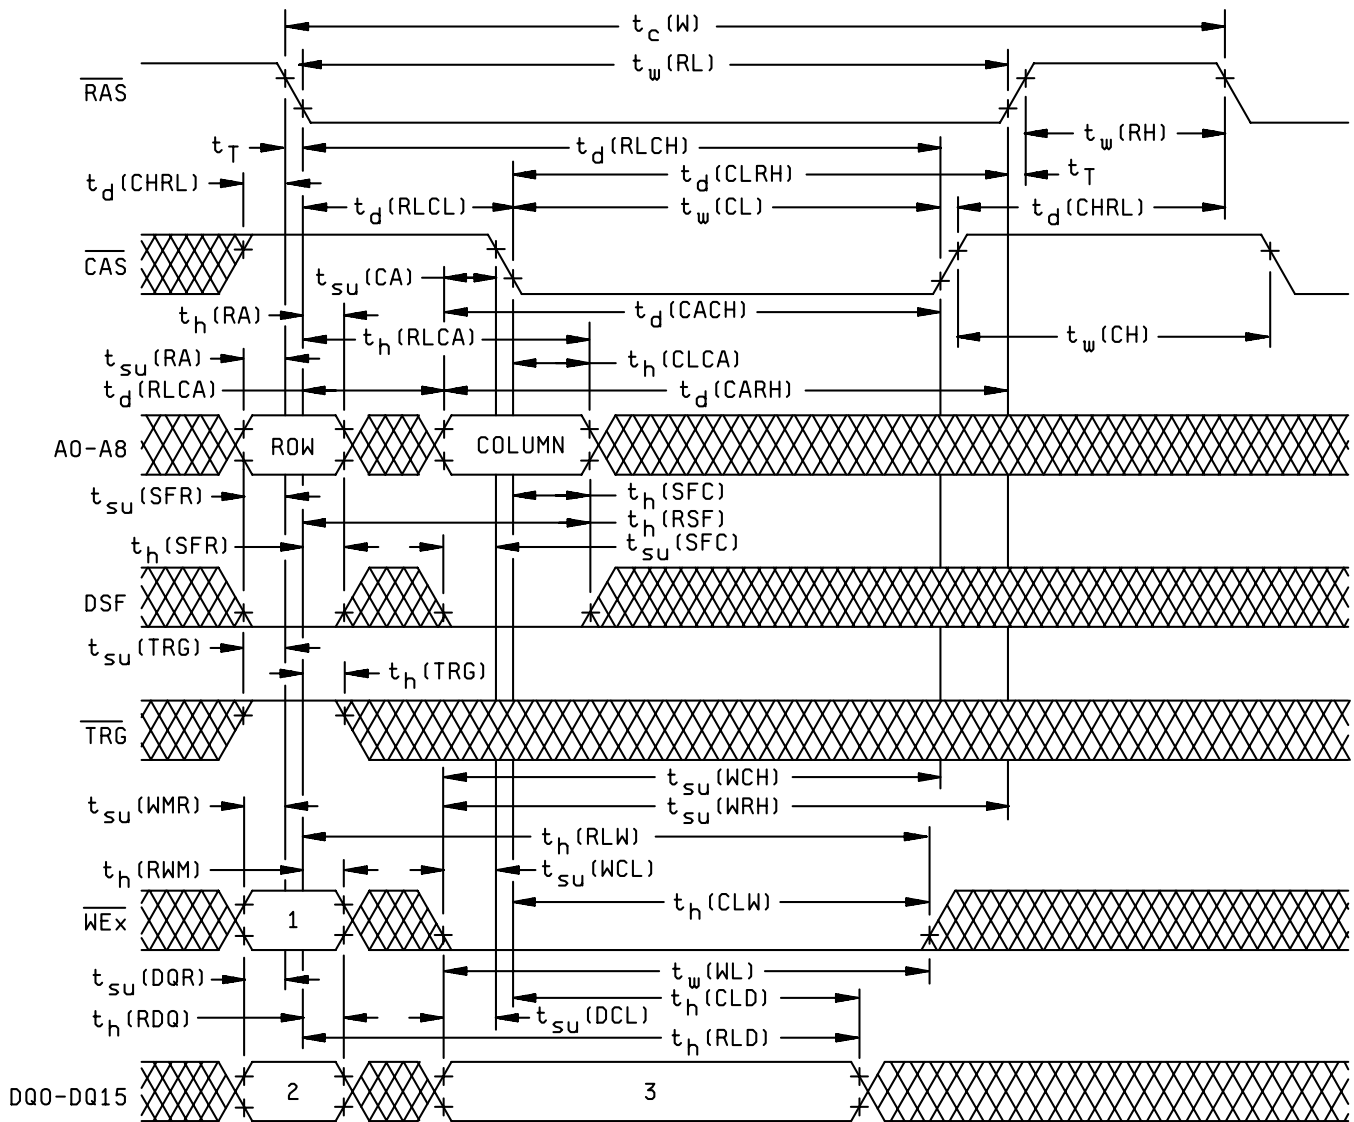 tc(W)
tw(RL)
RAS
tw(RH)
tT
td(RLCH)
tT
td(CLRH)
td(CHRL)
td(RLCL)
tw(CL)
td(CHRL)
CAS
tsu(CA)
th(RA)
td(CACH)
th(RLCA)
tw(CH)
tsu(RA)
th(CLCA)
td(RLCA)
td(CARH)
A0-A8
ROW
COLUMN
tsu(SFR)
th(SFC)
th(RSF)
th(SFR)
tsu(SFC)
DSF
tsu(TRG)
th(TRG)
TRG
tsu(WCH)
tsu(WMR)
tsu(WRH)
th(RLW)
th(RWM)
tsu(WCL)
th(CLW)
WEx
1
tw(WL)
tsu(DQR)
th(CLD)
th(RDQ)
tsu(DCL)
th(RLD)
DQ0-DQ15
2
3